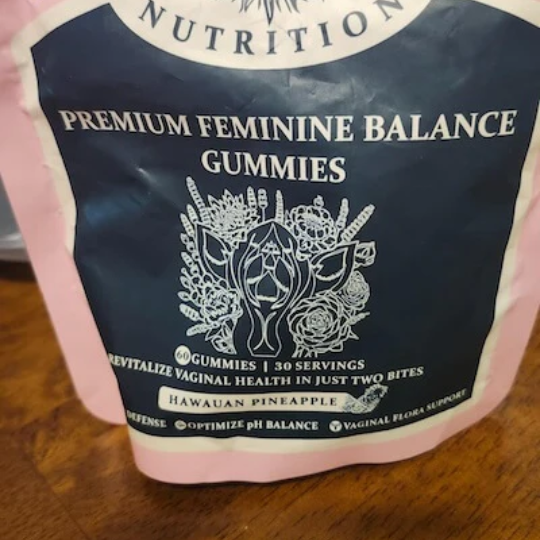 NUTRITION
PREMIUM FEMININE BALANCE
GUMMIES
60 GUMMIES | 30 SERVINGS
REVITALIZE VAGINAL HEALTH IN JUST TWO BITES
HAWAUAN PINEAPPLE
DEFENSE OPTIMIZE pH BALANCE VAGINAL FLORA SUPPORT